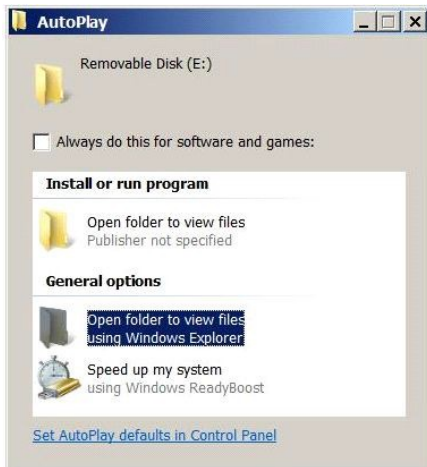 AutoPlay
Removable Disk (E:)
Always do this for software and games:
Install or run program
Open folder to view files
Publisher not specified
General options
Open folder to view files
using Windows Explorer
Speed up my system
using Windows ReadyBoost
Set AutoPlay defaults in Control Panel